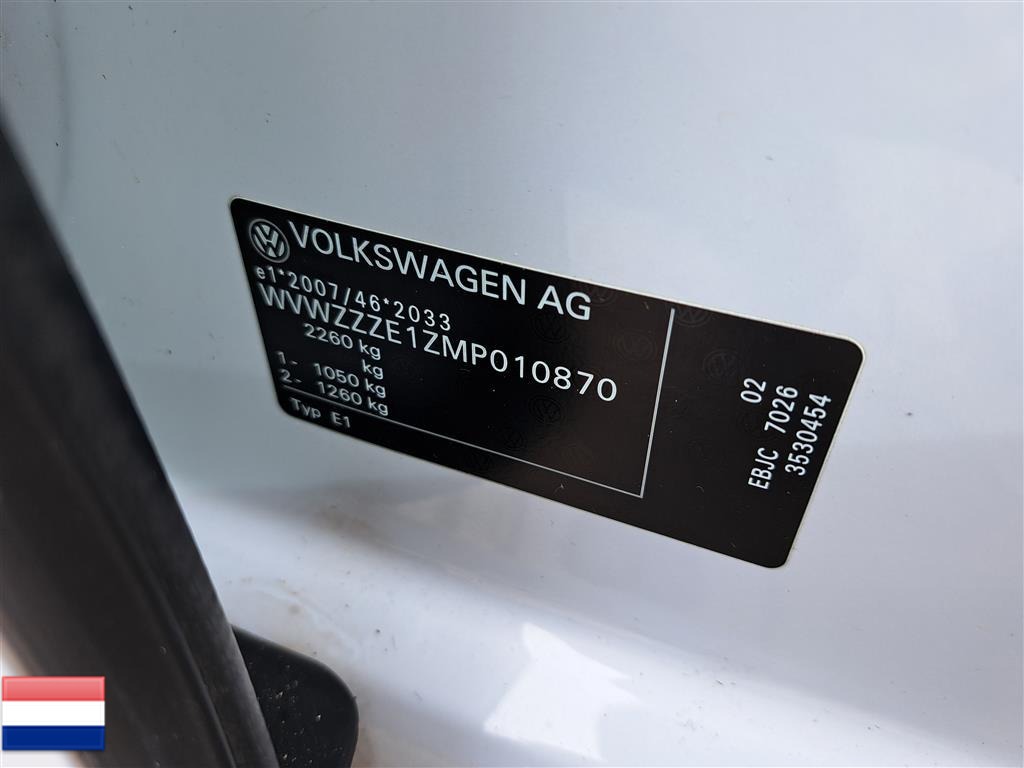 VOLKSWAGEN AG
e1*2007/46*2033
WVWZZZE1ZMP010870
2260 kg
kg
1.- 1050 kg
2.- 1260 kg
Typ E1
02
EBJC 7026
3530454